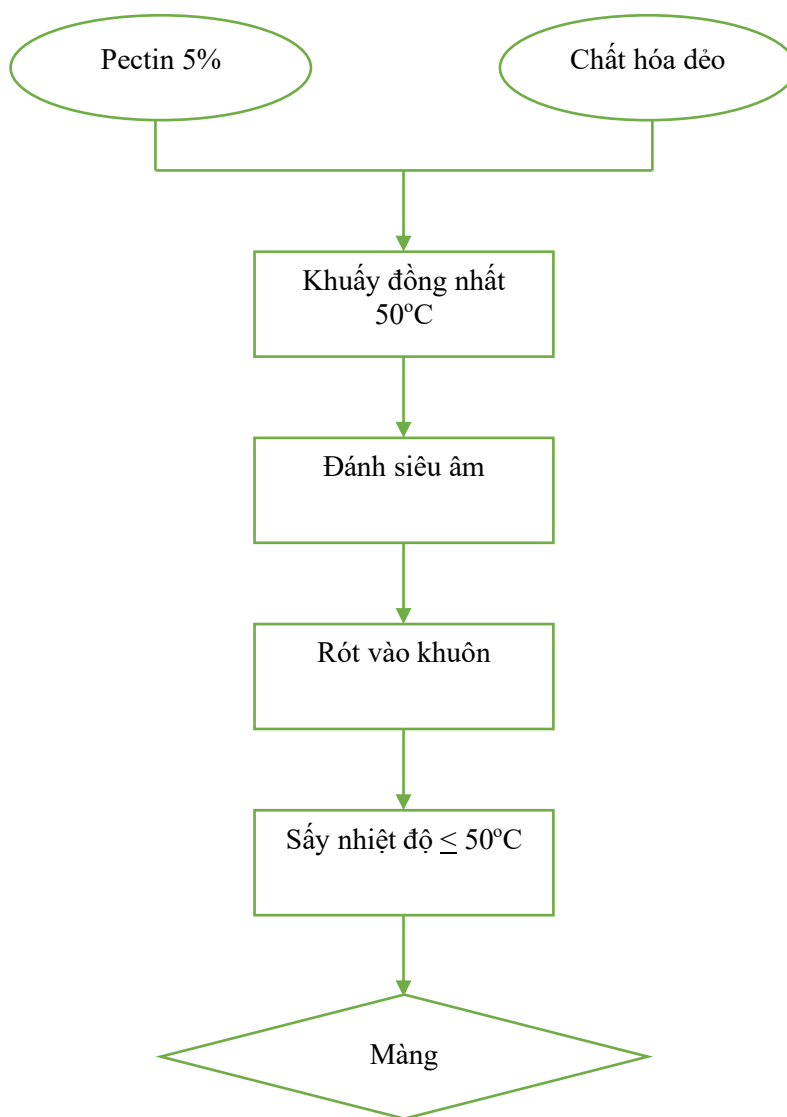 Pectin 5%
Chất hóa dẻo
Khuấy đồng nhất
50ºC
Đánh siêu âm
Rót vào khuôn
Sấy nhiệt độ ≤ 50ºC
Màng